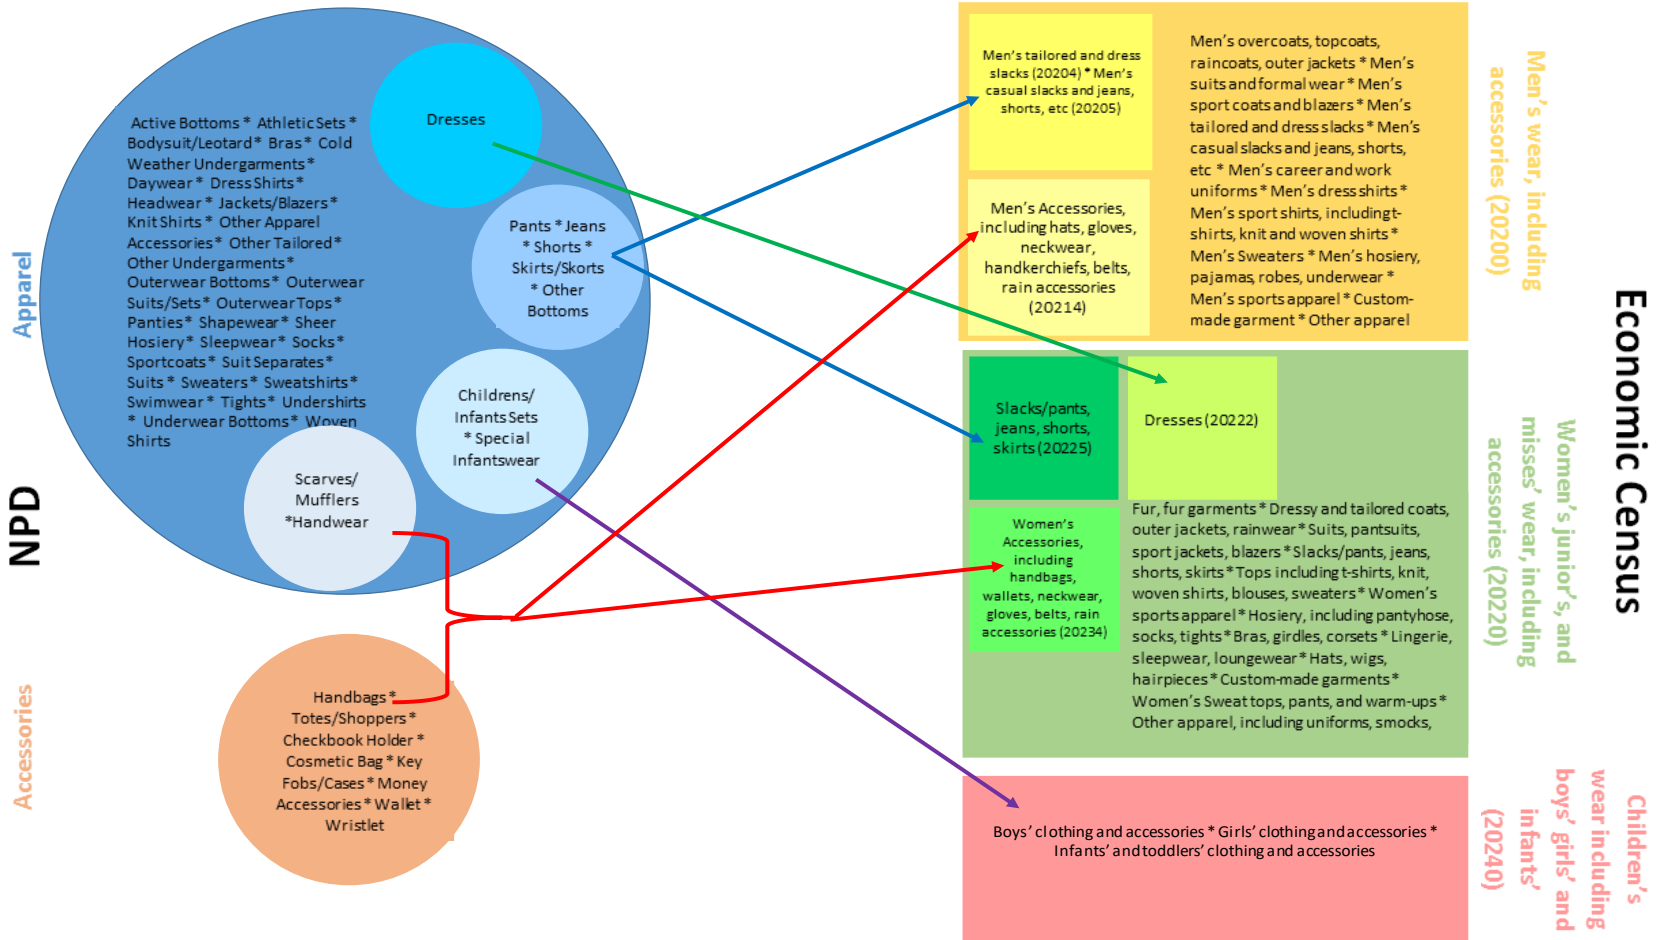 NPD
Apparel
Accessories
Active Bottoms * Athletic Sets *
Bodysuit/Leotard * Bras * Cold
Weather Undergarments *
Daywear * Dress Shirts *
Headwear * Jackets/Blazers *
Knit Shirts * Other Apparel
Accessories * Other Tailored *
Other Undergarments *
Outerwear Bottoms * Outerwear
Suits/Sets * Outerwear Tops *
Panties * Shapewear * Sheer
Hosiery * Sleepwear * Socks *
Sportcoats * Suit Separates *
Suits * Sweaters * Sweatshirts *
Swimwear * Tights * Undershirts
* Underwear Bottoms * Woven
Shirts
Dresses
Pants * Jeans
* Shorts *
Skirts/Skorts
* Other
Bottoms
Childrens/
Infants Sets
* Special
Infantswear
Scarves/
Mufflers
*Handwear
Handbags *
Totes/Shoppers *
Checkbook Holder *
Cosmetic Bag * Key
Fobs/Cases * Money
Accessories * Wallet *
Wristlet
Men's tailored and dress
slacks (20204) * Men's
casual slacks and jeans,
shorts, etc (20205)
Men's Accessories,
including hats, gloves,
neckwear,
handkerchiefs, belts,
rain accessories
(20214)
Men's overcoats, topcoats,
raincoats, outer jackets * Men's
suits and formal wear * Men's
sport coats and blazers * Men's
tailored and dress slacks * Men's
casual slacks and jeans, shorts,
etc * Men's career and work
uniforms * Men's dress shirts *
Men's sport shirts, including t-
shirts, knit and woven shirts *
Men's Sweaters * Men's hosiery,
pajamas, robes, underwear *
Men's sports apparel * Custom-
made garment * Other apparel
Men's wear, including
accessories (20200)
Slacks/pants,
jeans, shorts,
skirts (20225)
Dresses (20222)
Women's
Accessories,
including
handbags,
wallets, neckwear,
gloves, belts, rain
accessories (20234)
Fur, fur garments * Dressy and tailored coats,
outer jackets, rainwear * Suits, pantsuits,
sport jackets, blazers * Slacks/pants, jeans,
shorts, skirts * Tops including t-shirts, knit,
woven shirts, blouses, sweaters * Women's
sports apparel * Hosiery, including pantyhose,
socks, tights * Bras, girdles, corsets * Lingerie,
sleepwear, loungewear * Hats, wigs,
hairpieces * Custom-made garments *
Women's Sweat tops, pants, and warm-ups *
Other apparel, including uniforms, smocks,
Women's junior's, and
misses' wear, including
accessories (20220)
Boys' clothing and accessories * Girls' clothing and accessories *
Infants' and toddlers' clothing and accessories
Children's
wear including
boys' girls' and
infants'
(20240)
Economic Census